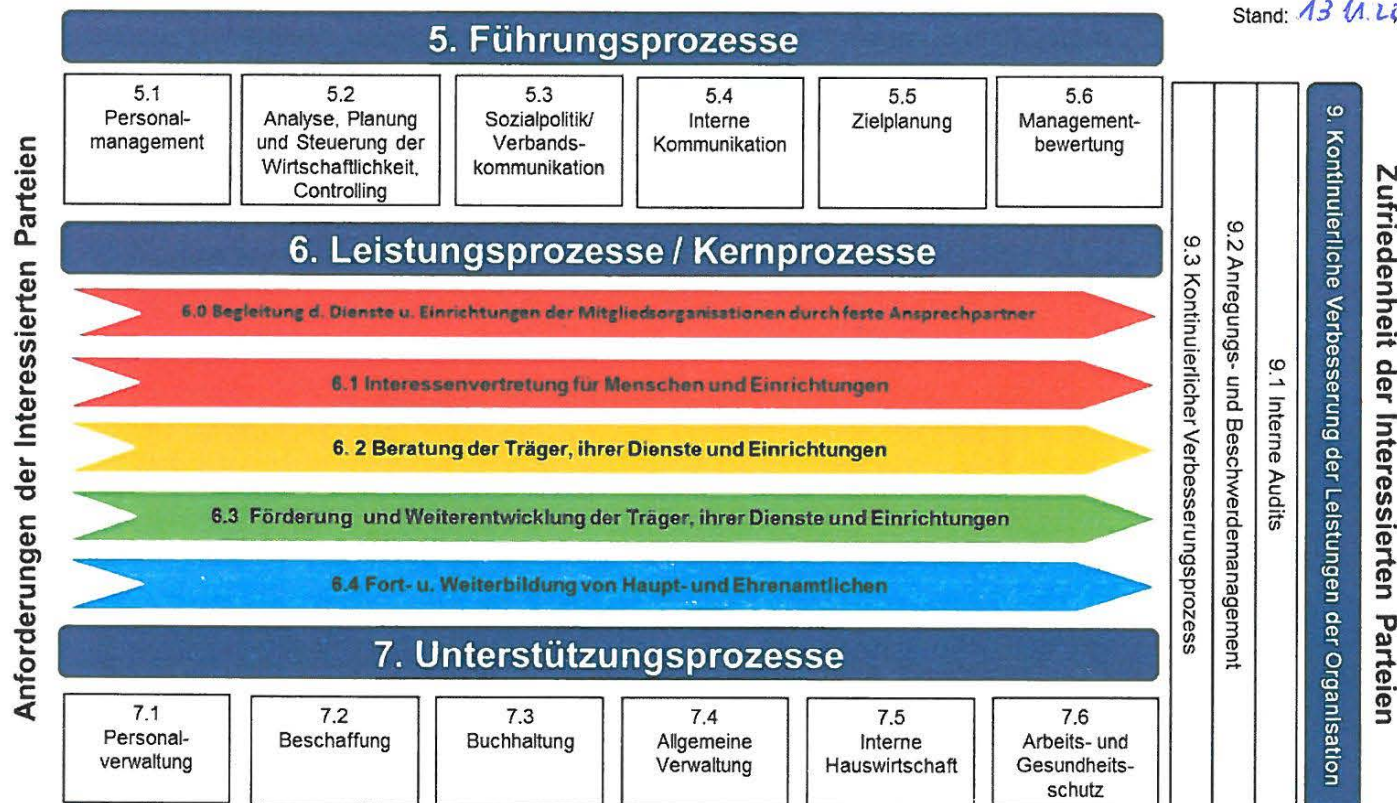 Stand: 13 11.20
5. Führungsprozesse
5.1
Personal-
management
5.2
Analyse, Planung
und Steuerung der
Wirtschaftlichkeit,
Controlling
5.3
Sozialpolitik/
Verbands-
kommunikation
5.4
Interne
Kommunikation
5.5
Zielplanung
5.6
Management-
bewertung
Anforderungen der Interessierten Parteien
6. Leistungsprozesse / Kernprozesse
6.0 Begleitung d. Dienste u. Einrichtungen der Mitgliedsorganisationen durch feste Ansprechpartner
6.1 Interessenvertretung für Menschen und Einrichtungen
6. 2 Beratung der Träger, ihrer Dienste und Einrichtungen
6.3 Förderung und Weiterentwicklung der Träger, ihrer Dienste und Einrichtungen
6.4 Fort- u. Weiterbildung von Haupt- und Ehrenamtlichen
7. Unterstützungsprozesse
7.1
Personal-
verwaltung
7.2
Beschaffung
7.3
Buchhaltung
7.4
Allgemeine
Verwaltung
7.5
Interne
Hauswirtschaft
7.6
Arbeits- und
Gesundheits-
schutz
9.3 Kontinuierlicher Verbesserungsprozess
9.2 Anregungs- und Beschwerdemanagement
9.1 Interne Audits
9. Kontinuierliche Verbesserung der Leistungen der Organisation
Zufriedenheit der Interessierten Parteien